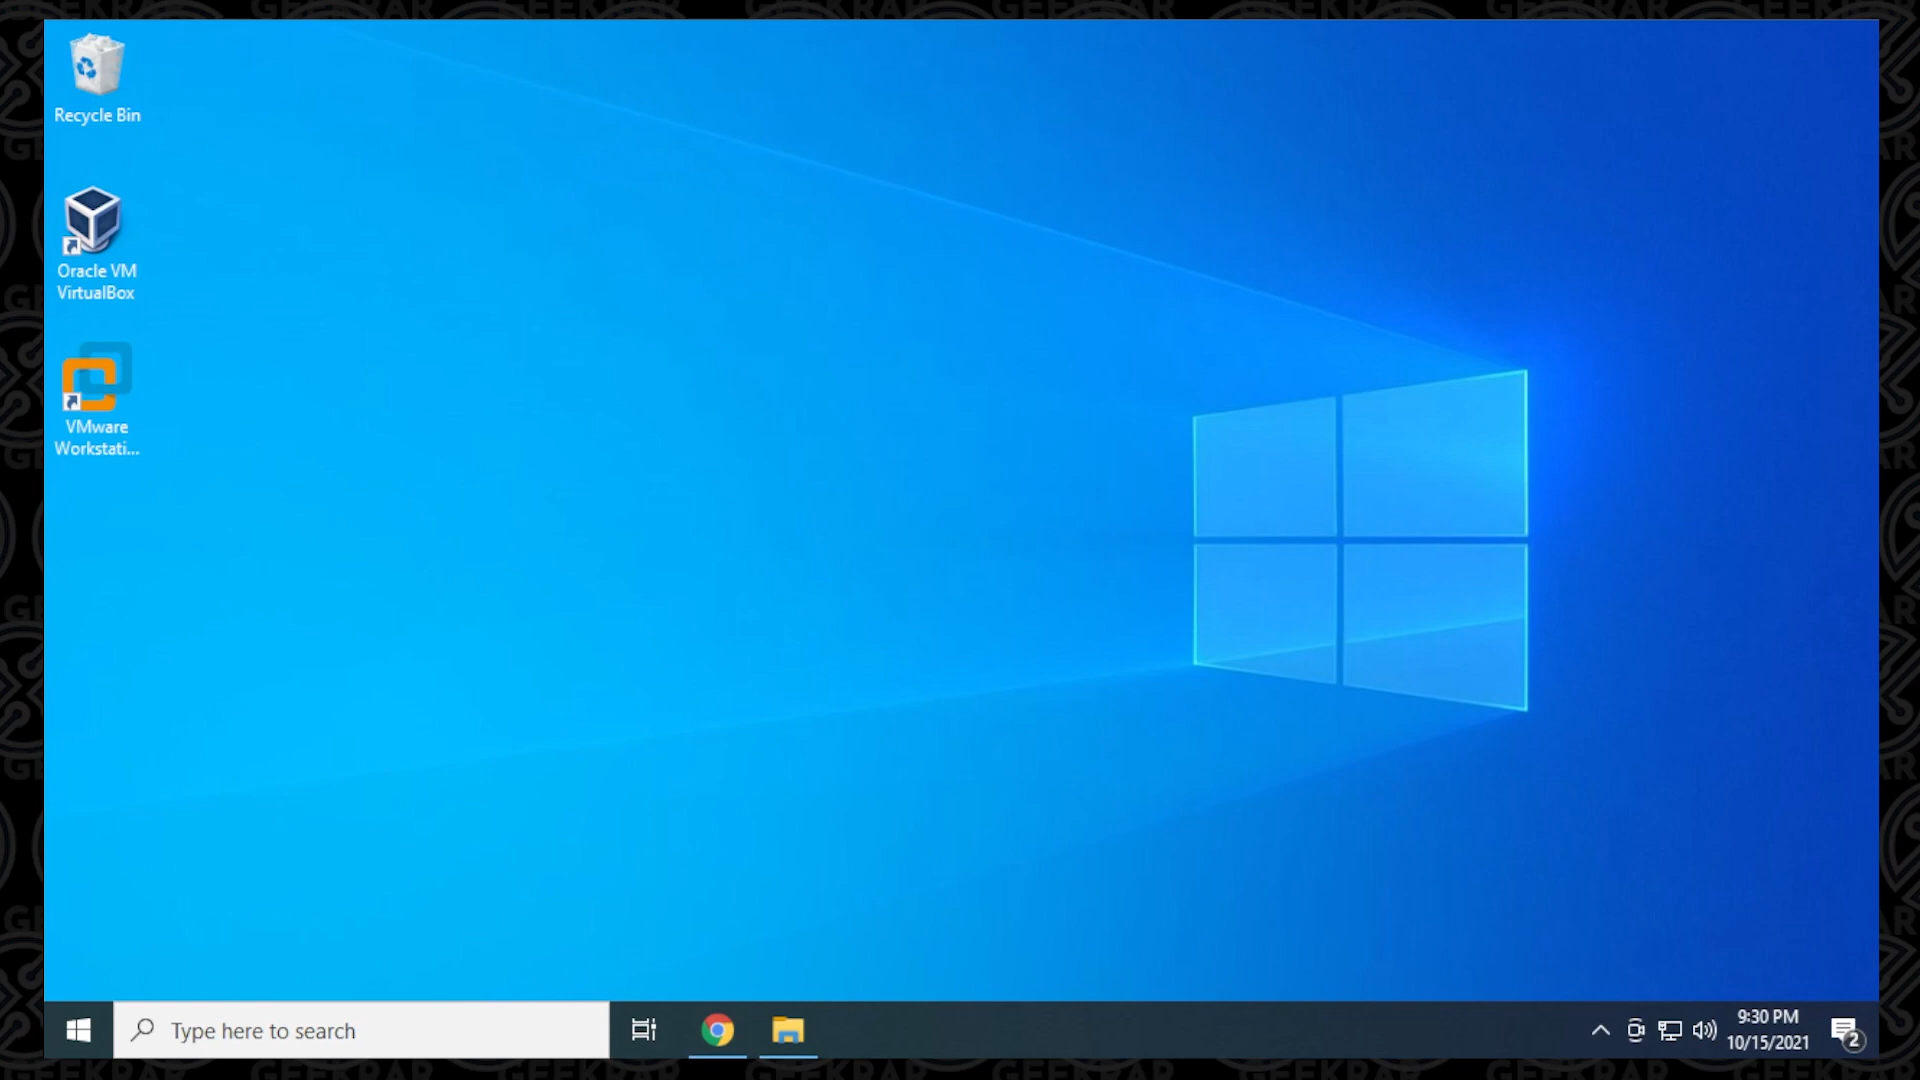 Recycle Bin
Oracle VM
VirtualBox
VMware
Workstati...
Type here to search
9:30 PM
10/15/2021
2